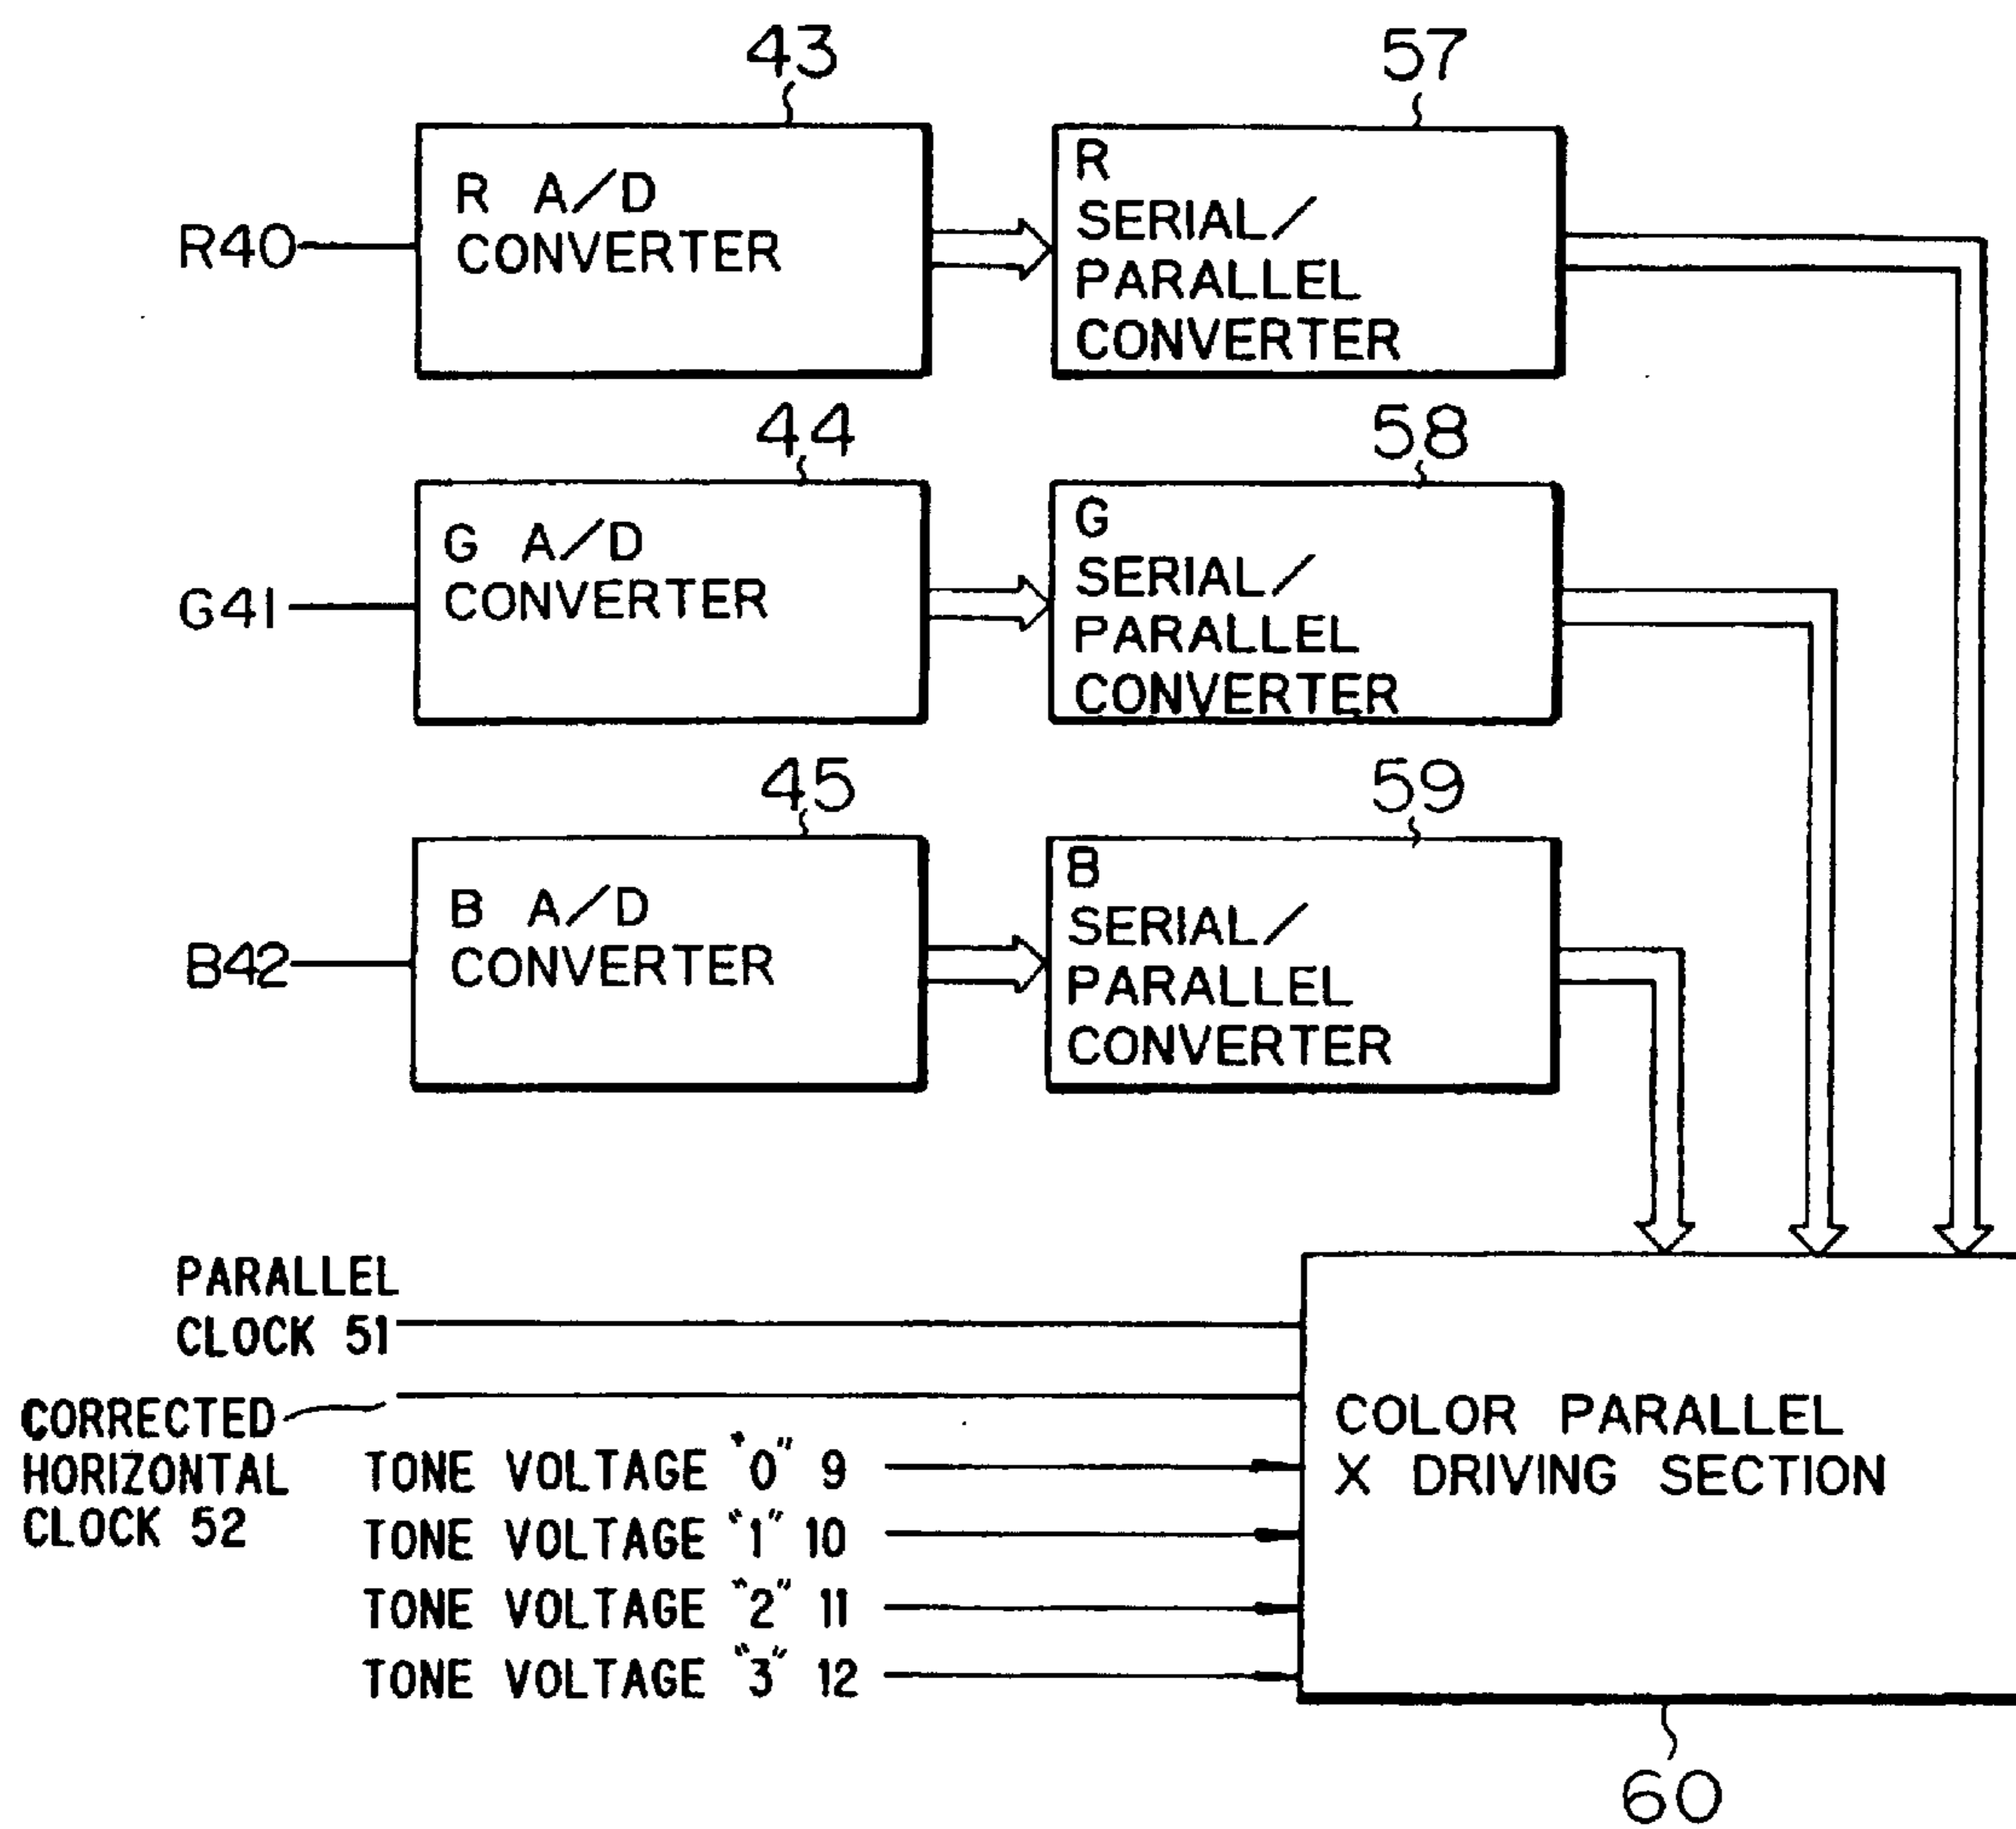 43
57
R40
R A/D
CONVERTER
R
SERIAL/
PARALLEL
CONVERTER
44
58
G41
G A/D
CONVERTER
G
SERIAL/
PARALLEL
CONVERTER
45
59
B42
B A/D
CONVERTER
B
SERIAL/
PARALLEL
CONVERTER
PARALLEL
CLOCK 51
CORRECTED
HORIZONTAL
CLOCK 52
TONE VOLTAGE "0" 9
TONE VOLTAGE "1" 10
TONE VOLTAGE "2" 11
TONE VOLTAGE "3" 12
COLOR PARALLEL
X DRIVING SECTION
60